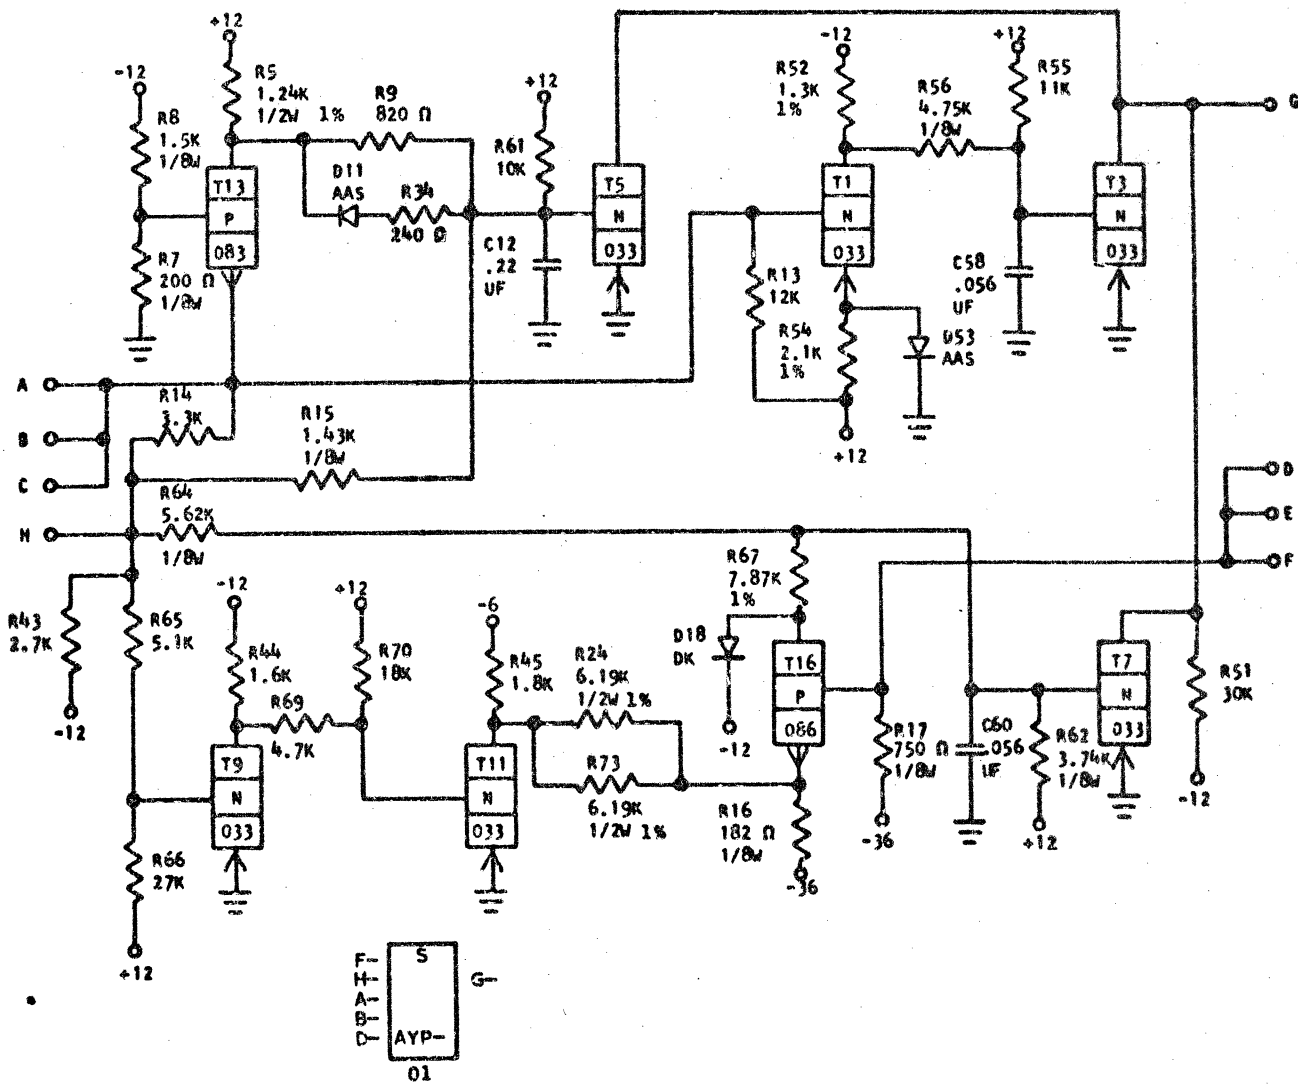 +12
-12
R5
1.24K
1/2W 1%
R8
1.5K
1/8W
T13
P
083
R7
200 Ω
1/8W
R9
820 Ω
D11
AAS
R34
240 Ω
+12
R61
10K
C12
.22
UF
T5
N
033
-12
R52
1.3K
1%
R56
4.75K
1/8W
+12
R55
11K
G
T1
N
033
T3
N
033
R13
12K
R54
2.1K
1%
+12
D53
AAS
C58
.056
UF
A
B
C
H
R14
3.3K
R15
1.43K
1/8W
R64
5.62K
1/8W
D
E
F
R43
2.7K
-12
R65
5.1K
-12
R44
1.6K
R69
4.7K
+12
R70
18K
-6
R45
1.8K
R24
6.19K
1/2W 1%
R73
6.19K
1/2W 1%
T9
N
033
T11
N
033
R66
27K
+12
R67
7.87K
1%
D18
DK
-12
T16
P
086
R16
182 Ω
1/8W
-36
R17
750 Ω
1/8W
-36
C60
.056
UF
R62
3.74K
1/8W
+12
T7
N
033
R51
30K
-12
F-
H-
A-
B-
D-
S
AYP-
G-
01